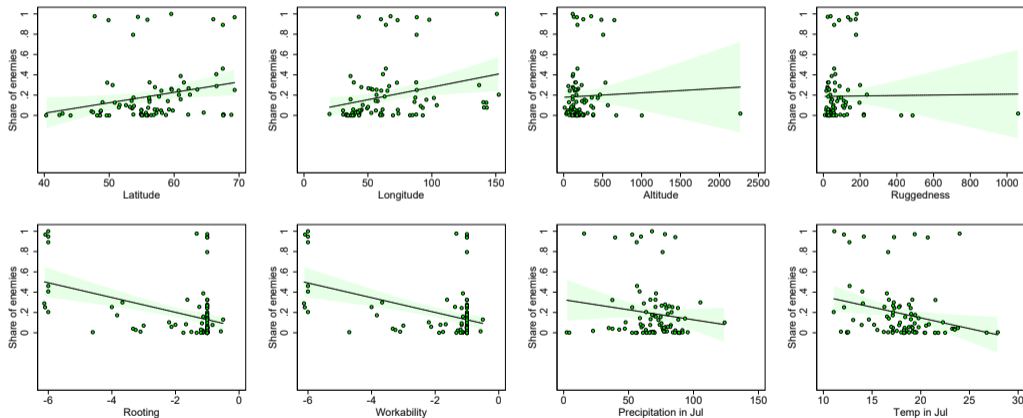 Share of enemies
0 .2 .4 .6 .8 1
40 50 60 70
Latitude
Share of enemies
0 .2 .4 .6 .8 1
0 50 100 150
Longitude
Share of enemies
0 .2 .4 .6 .8 1
0 500 1000 1500 2000 2500
Altitude
Share of enemies
0 .2 .4 .6 .8 1
0 200 400 600 800 1000
Ruggedness
Share of enemies
0 .2 .4 .6 .8 1
-6 -4 -2 0
Rooting
Share of enemies
0 .2 .4 .6 .8 1
-6 -4 -2 0
Workability
Share of enemies
0 .2 .4 .6 .8 1
0 50 100 150
Precipitation in Jul
Share of enemies
0 .2 .4 .6 .8 1
10 15 20 25 30
Temp in Jul